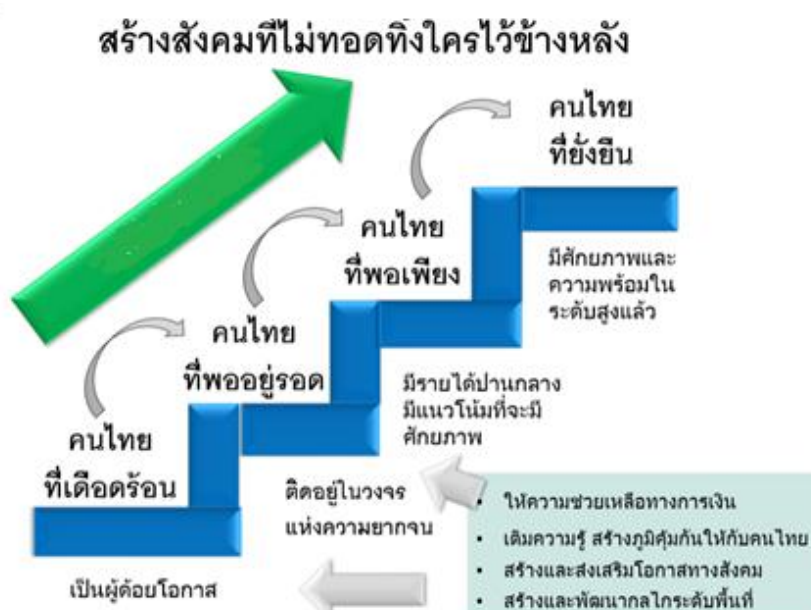 สร้างสังคมที่ไม่ทอดทิ้งใครไว้ข้างหลัง
คนไทย
ที่ยั่งยืน
มีศักยภาพและ
ความพร้อมใน
ระดับสูงแล้ว
คนไทย
ที่พอเพียง
มีรายได้ปานกลาง
มีแนวโน้มที่จะมี
ศักยภาพ
คนไทย
ที่พออยู่รอด
ติดอยู่ในวงจร
แห่งความยากจน
คนไทย
ที่เดือดร้อน
เป็นผู้ด้อยโอกาส
• ให้ความช่วยเหลือทางการเงิน
• เติมความรู้ สร้างภูมิคุ้มกันให้กับคนไทย
• สร้างและส่งเสริมโอกาสทางสังคม
• สร้างและพัฒนากลไกระดับพื้นที่